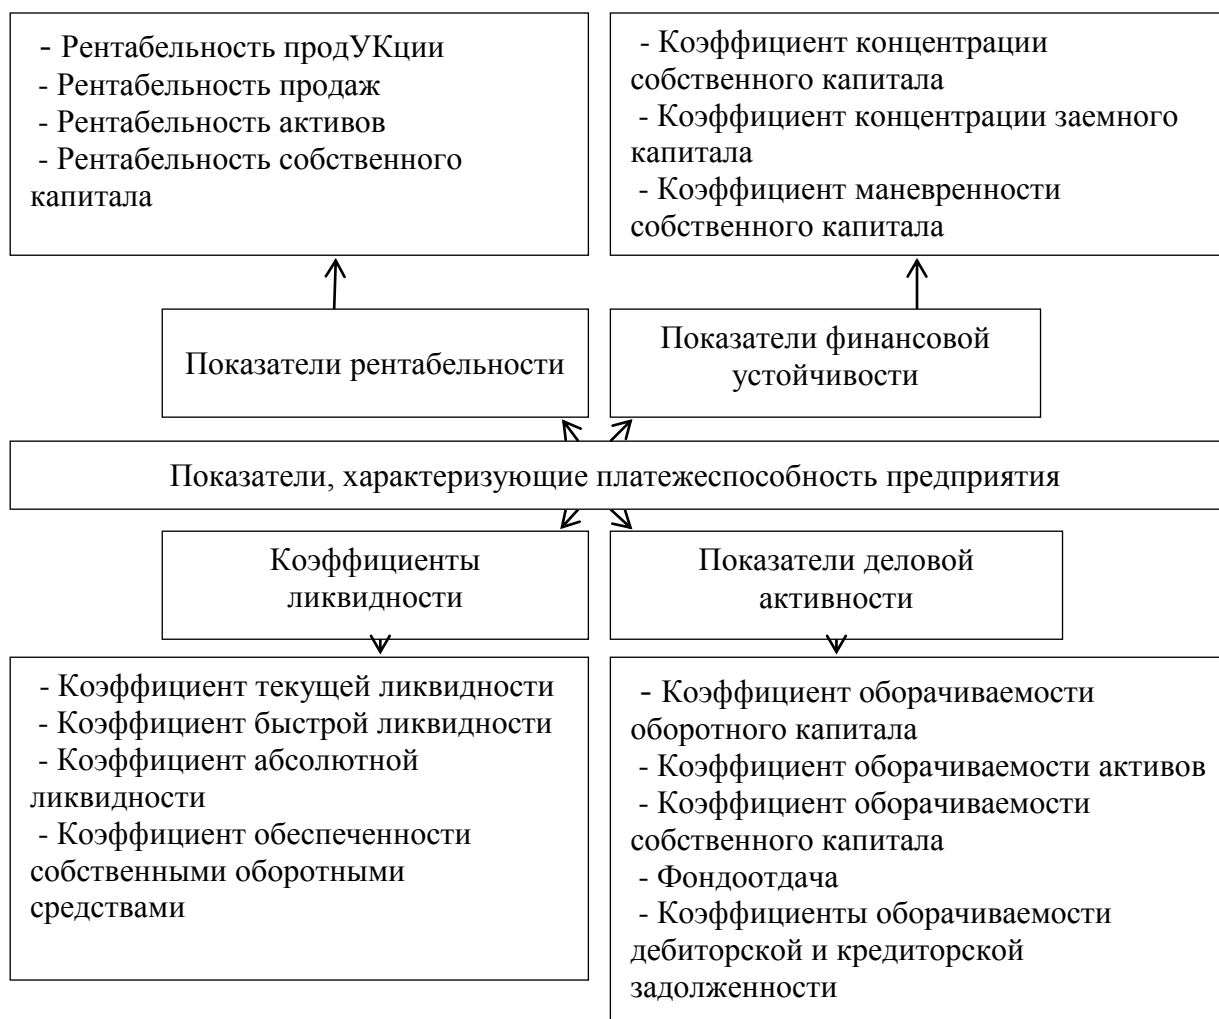 - Рентабельность продУКции
- Рентабельность продаж
- Рентабельность активов
- Рентабельность собственного
капитала
- Коэффициент концентрации
собственного капитала
- Коэффициент концентрации заемного
капитала
- Коэффициент маневренности
собственного капитала
Показатели рентабельности
Показатели финансовой
устойчивости
Показатели, характеризующие платежеспособность предприятия
Коэффициенты
ликвидности
Показатели деловой
активности
- Коэффициент текущей ликвидности
- Коэффициент быстрой ликвидности
- Коэффициент абсолютной
ликвидности
- Коэффициент обеспеченности
собственными оборотными
средствами
- Коэффициент оборачиваемости
оборотного капитала
- Коэффициент оборачиваемости активов
- Коэффициент оборачиваемости
собственного капитала
- Фондоотдача
- Коэффициенты оборачиваемости
дебиторской и кредиторской
задолженности